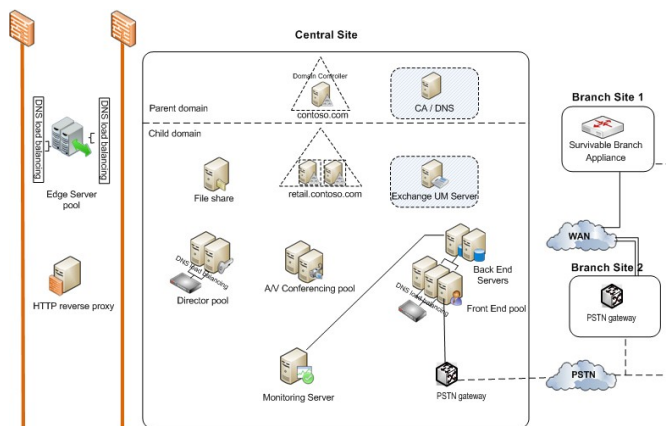 Central Site
Domain Controller
contoso.com
CA / DNS
Parent domain
Child domain
File share
retail.contoso.com
Exchange UM Server
DNS load balancing
DNS load balancing
Edge Server
pool
HTTP reverse proxy
DNS load balancing
Director pool
A/V Conferencing pool
Back End
Servers
DNS load balancing
Front End pool
Monitoring Server
PSTN gateway
Branch Site 1
Survivable Branch
Appliance
WAN
Branch Site 2
PSTN gateway
PSTN